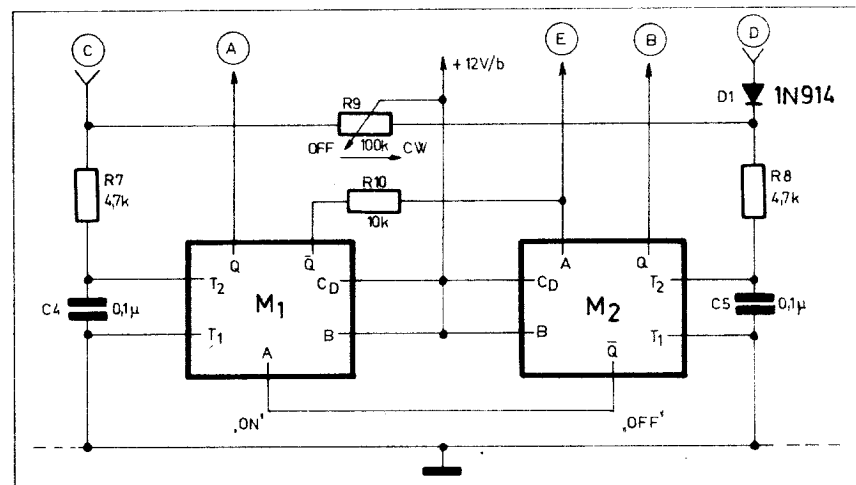 C
A
E
B
D
+12V/b
D1
1N914
R9
100k
OFF
CW
R7
4,7k
R10
10k
R8
4,7k
Q
Q̅
A
Q
T2
CD
CD
T2
M1
M2
C4
0,1µ
C5
0,1µ
T1
B
B
T1
A
Q̅
‚ON‘
‚OFF‘